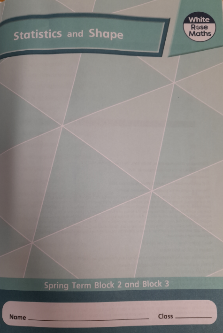 Statistics and Shape
White
Rose
Maths
Spring Term Block 2 and Block 3
Name
Class